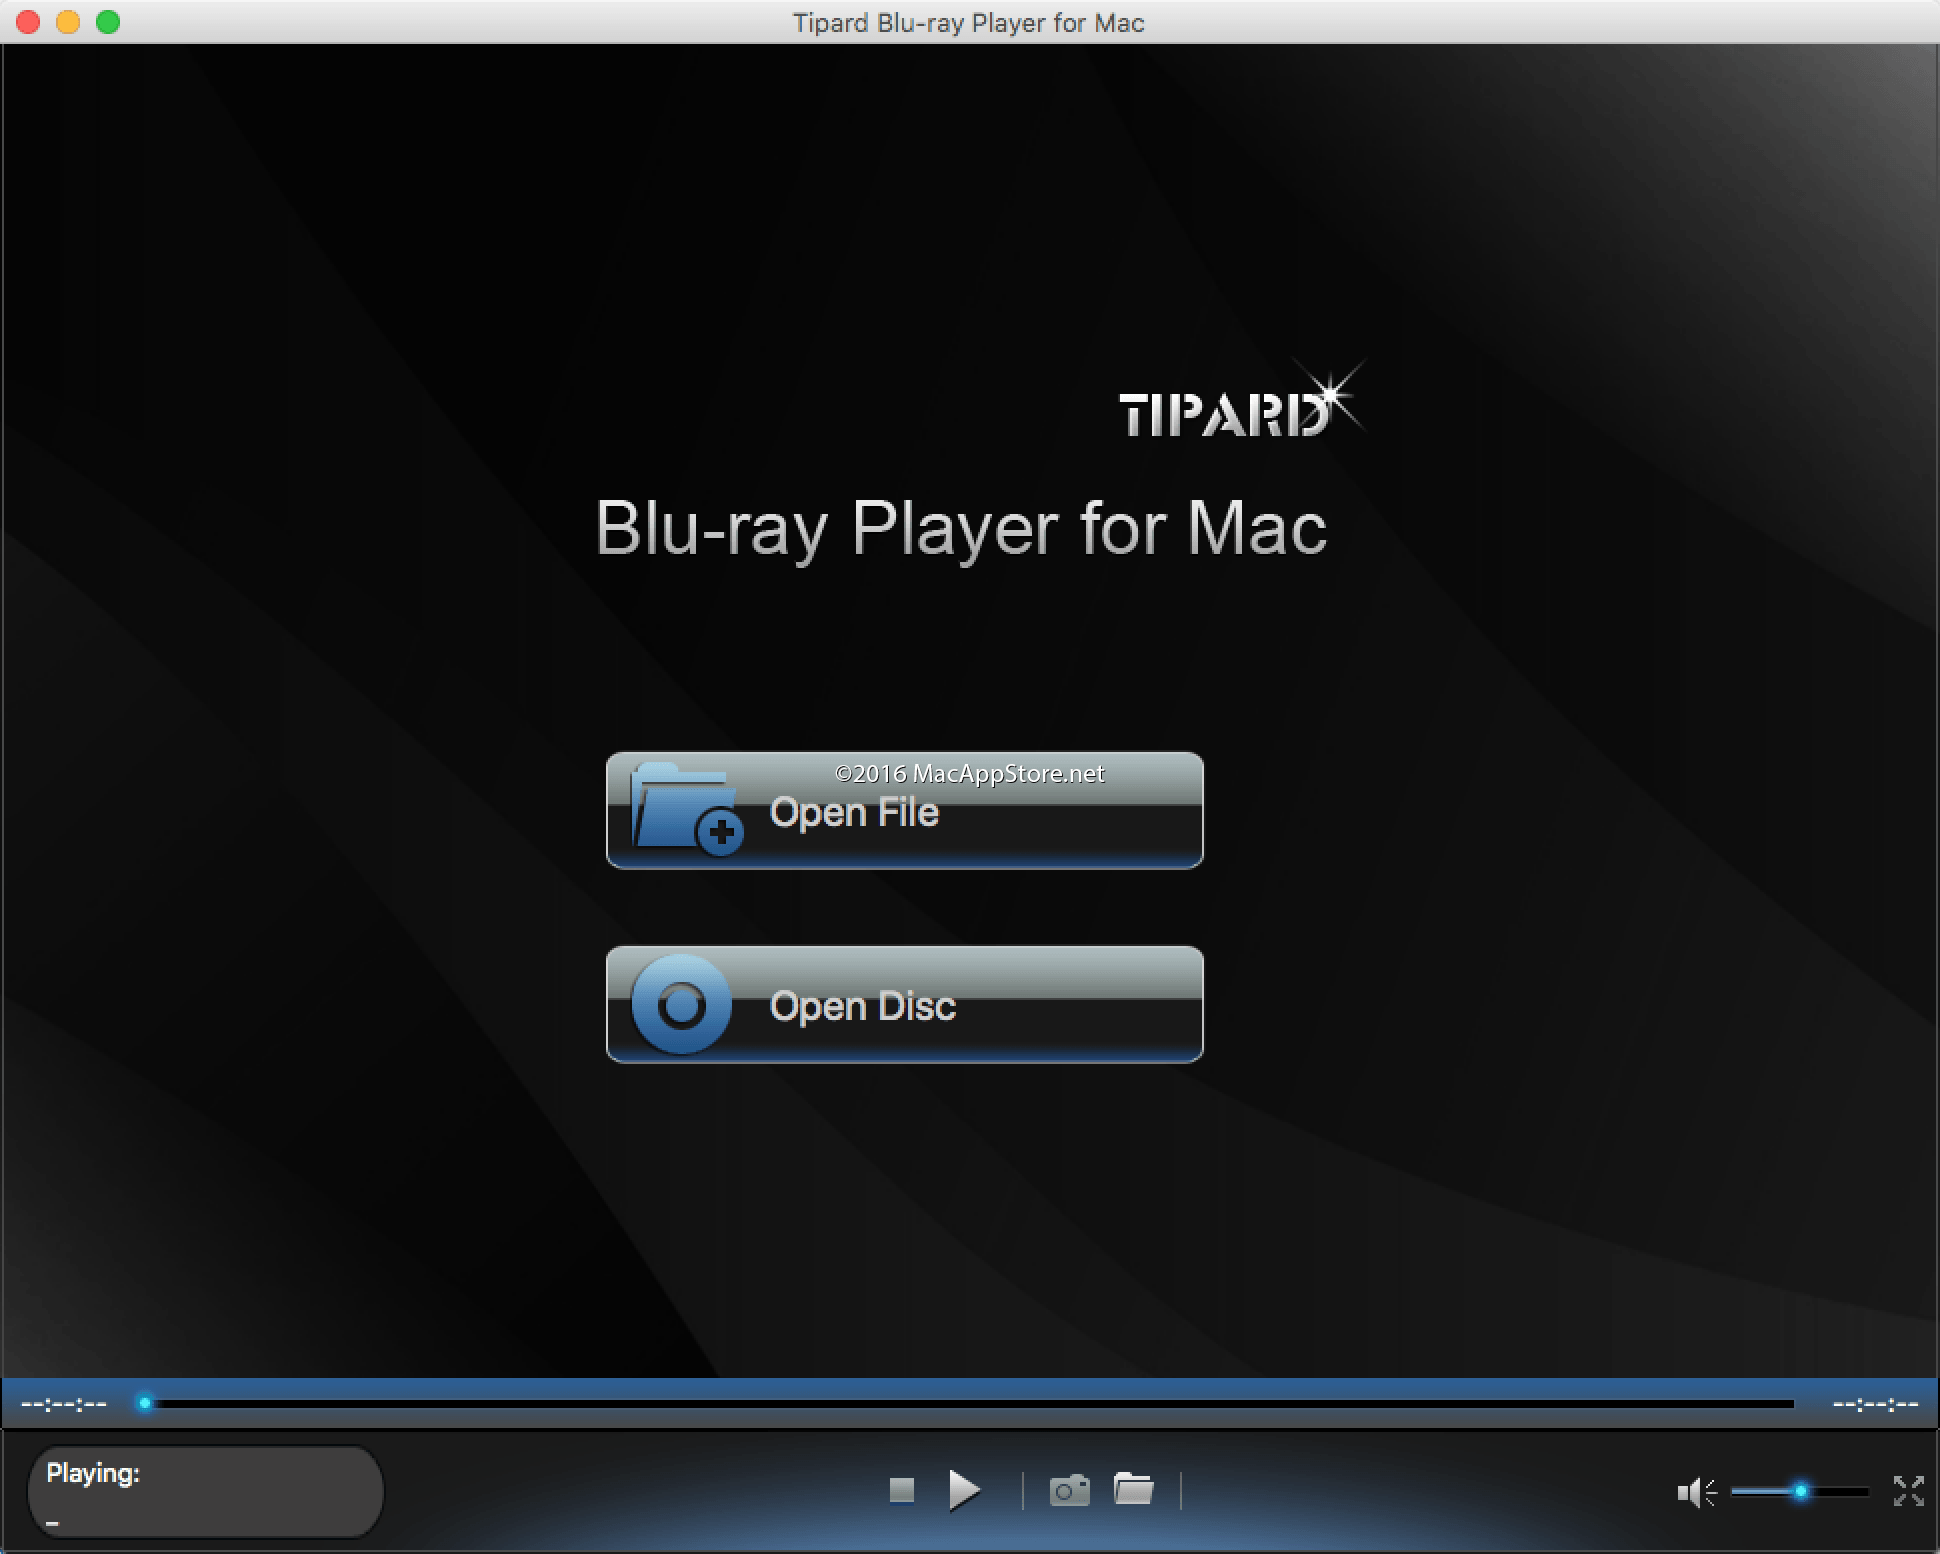 Tipard Blu-ray Player for Mac
TIPARD
Blu-ray Player for Mac
©2016 MacAppStore.net
Open File
Open Disc
--:--:--
--:--:--
Playing:
–